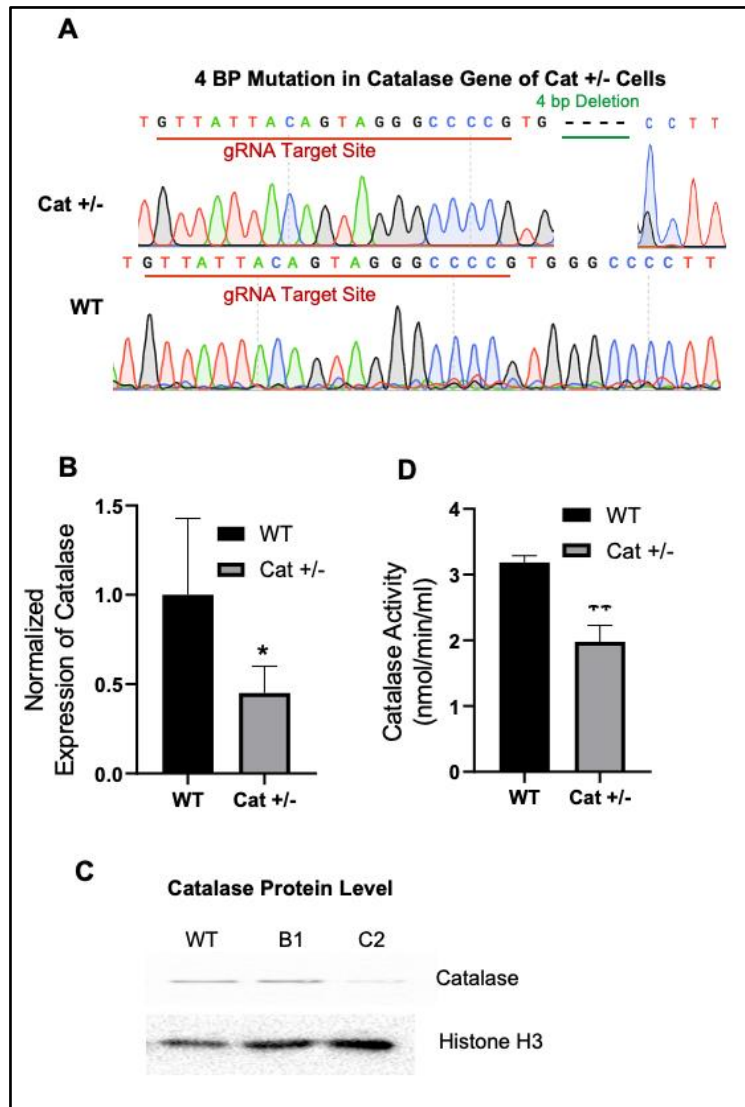 A
4 BP Mutation in Catalase Gene of Cat +/- Cells
4 bp Deletion
T G T T A T T A C A G T A G G G C C C C G T G - - - - C C T T
gRNA Target Site
Cat +/-
T G T T A T T A C A G T A G G G C C C C G T G G G C C C C T T
gRNA Target Site
WT
B
1.5
1.0
0.5
0.0
Normalized
Expression of Catalase
WT
Cat +/-
*
WT
Cat +/-
D
4
3
2
1
0
Catalase Activity
(nmol/min/ml)
WT
Cat +/-
**
WT
Cat +/-
C
Catalase Protein Level
WT B1 C2
Catalase
Histone H3